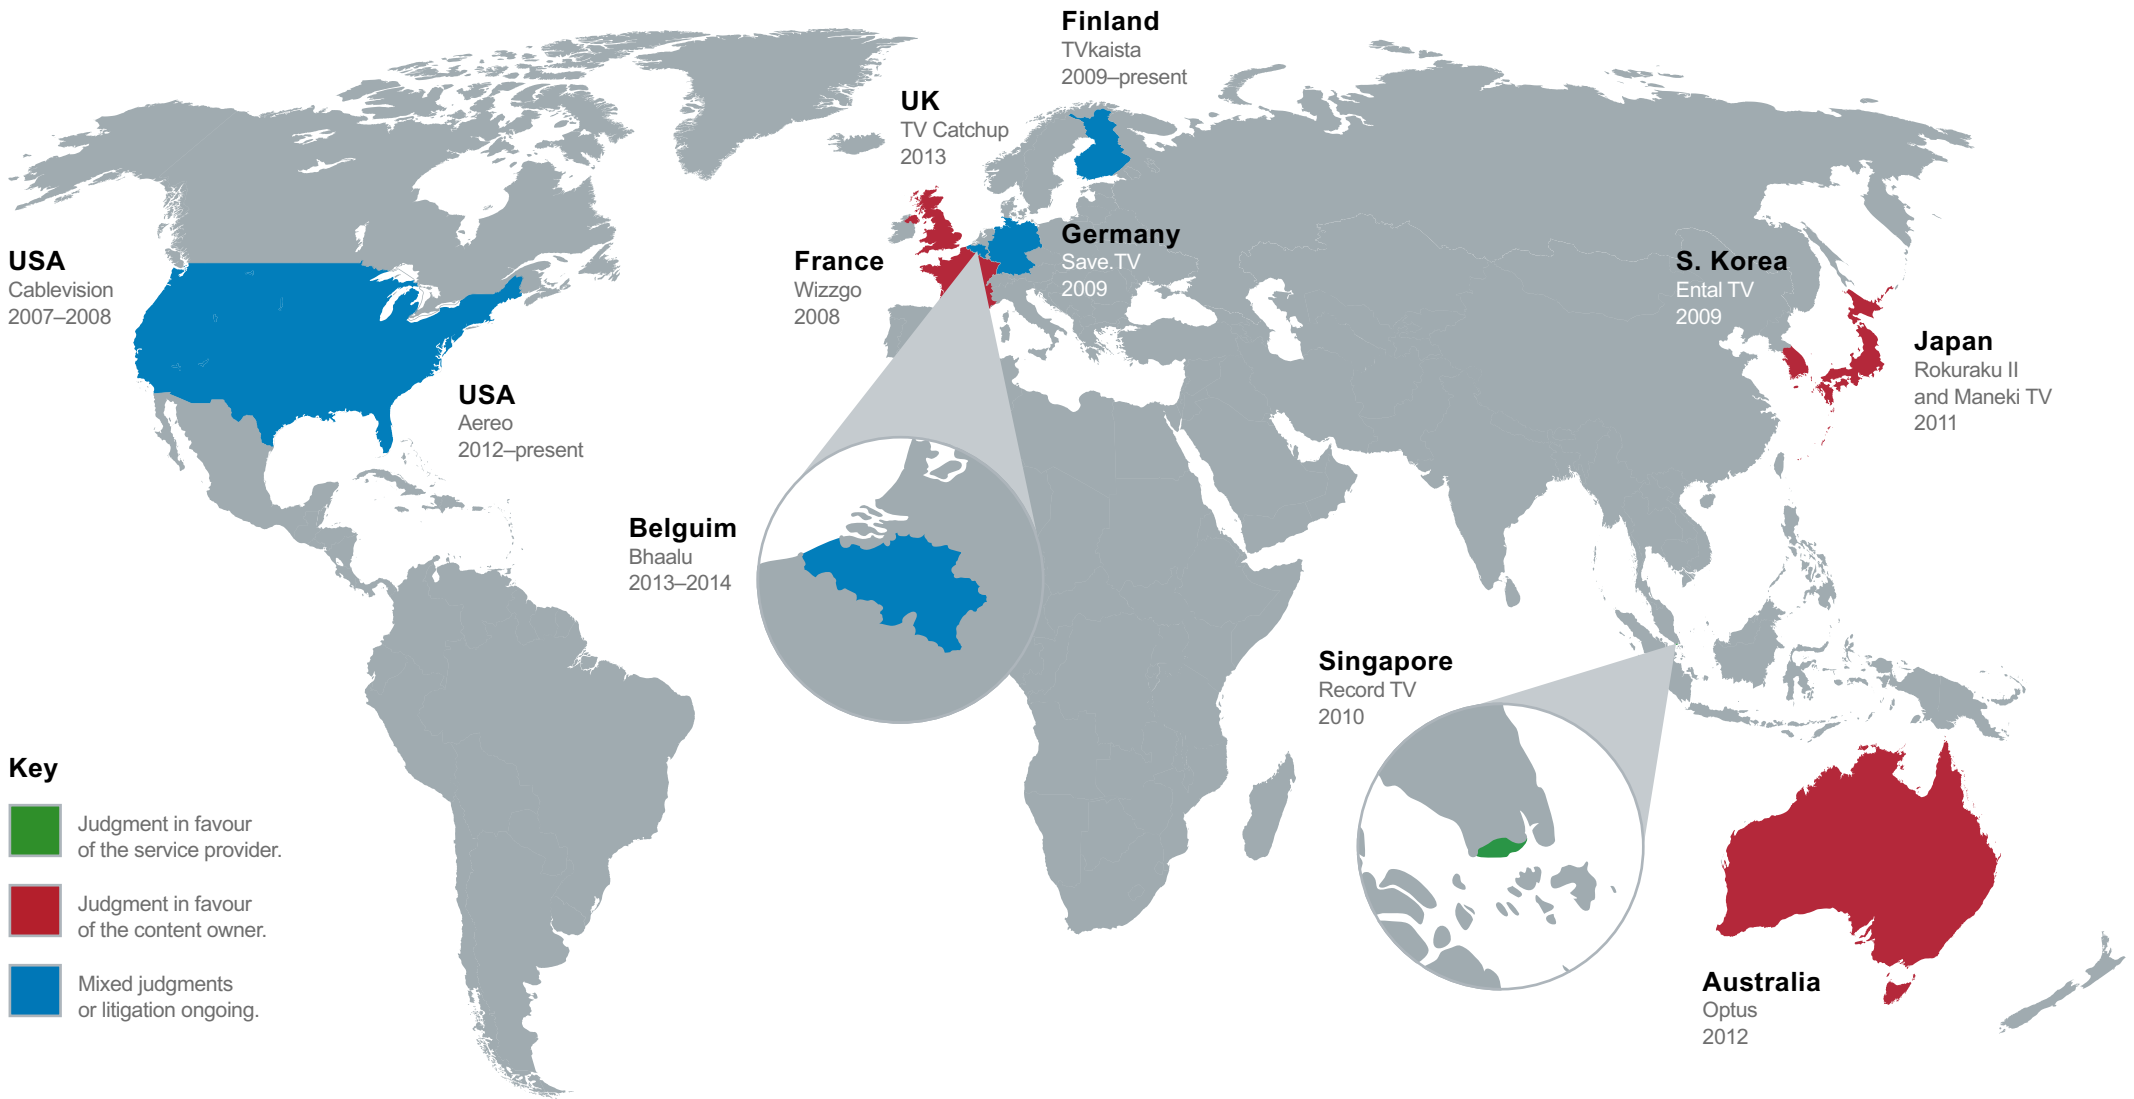 Finland
TVkaista
2009–present
UK
TV Catchup
2013
USA
Cablevision
2007–2008
France
Wizzgo
2008
Germany
Save.TV
2009
S. Korea
Ental TV
2009
Japan
Rokuraku II
and Maneki TV
2011
USA
Aereo
2012–present
Belguim
Bhaalu
2013–2014
Singapore
Record TV
2010
Key
Judgment in favour
of the service provider.
Judgment in favour
of the content owner.
Mixed judgments
or litigation ongoing.
Australia
Optus
2012